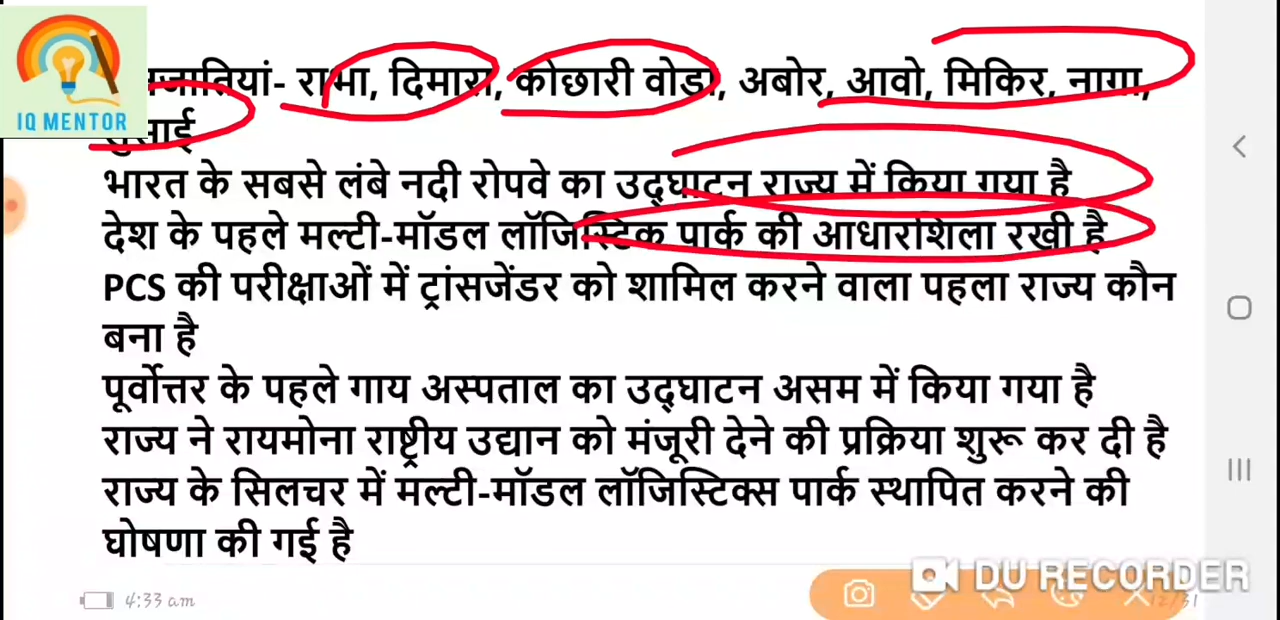 जातियां- राभा, दिमारा, कोछारी वोडा, अबोर, आवो, मिकिर, नागा,
IQ MENTOR
भारत के सबसे लंबे नदी रोपवे का उद्घाटन राज्य में किया गया है
देश के पहले मल्टी-मॉडल लॉजिस्टिक पार्क की आधारशिला रखी है
PCS की परीक्षाओं में ट्रांसजेंडर को शामिल करने वाला पहला राज्य कौन
बना है
पूर्वोत्तर के पहले गाय अस्पताल का उद्घाटन असम में किया गया है
राज्य ने रायमोना राष्ट्रीय उद्यान को मंजूरी देने की प्रक्रिया शुरू कर दी है
राज्य के सिलचर में मल्टी-मॉडल लॉजिस्टिक्स पार्क स्थापित करने की
घोषणा की गई है
DU RECORDER
4:33 am